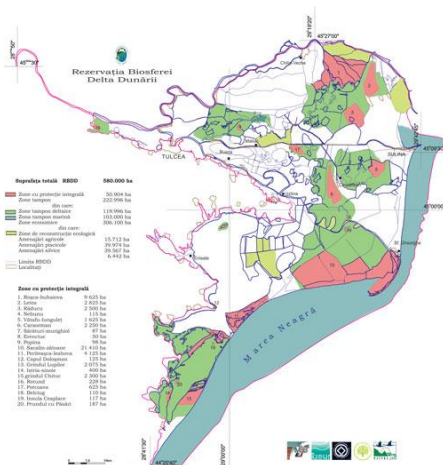 Rezervația Biosferei
Delta Dunării
Chilia Veche
TULCEA
SULINA
Sf. Gheorghe
Marea Neagră
Suprafața totală RBDD 580.000 ha
Zone cu protecție integrală 50.904 ha
Zone tampon 222.996 ha
din care:
Zone tampon deltaice 119.996 ha
Zone tampon marină 103.000 ha
Zone economice 306.100 ha
din care:
Zone de reconstrucție ecologică
Amenajări agricole 15.712 ha
Amenajări piscicole 39.974 ha
Amenajări silvice 39.567 ha
6.442 ha
Limita RBDD
Localități
Zone cu protecție integrală
1. Roșca-buhaiova 9 625 ha
2. Letea 2 825 ha
3. Răducu 2 500 ha
4. Nebunu 115 ha
5. Vătafu-lunguleț 1 625 ha
6. Caraorman 2 250 ha
7. Sărături-murighiol 87 ha
8. Erenciuc 50 ha
9. Popina 98 ha
10. Sacalin-zătoane 21 410 ha
11. Periteașca-leahova 4 125 ha
12. Capul Doloșman 125 ha
13. Grindul Lupilor 2 075 ha
14. Istria-sinoie 400 ha
15. grindul Chituc 2 300 ha
16. Rotund 228 ha
17. Potcoava 625 ha
18. Belciug 110 ha
19. Insula Ceaplace 117 ha
20. Prundul cu Păsări 187 ha